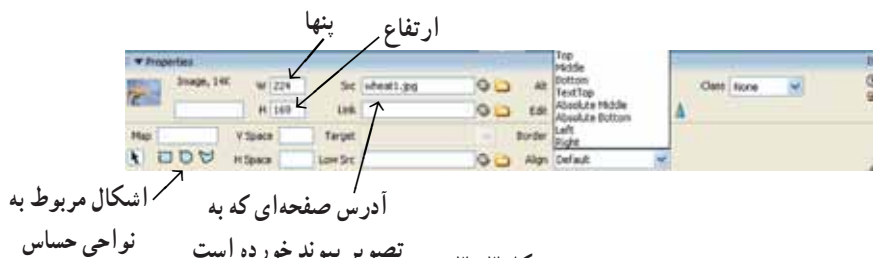 ارتفاع
پنها
Top
Middle
Bottom
TextTop
Absolute Middle
Absolute Bottom
Left
Right
Properties
Image, 14K W 224 Src wheat1.jpg Alt Class None
H 169 Link Edit
Map V Space Target Border
H Space Low Src Align Default
اشکال مربوط به
نواحی حساس
آدرس صفحه‌ای که به
تصویر پیوند خورده است